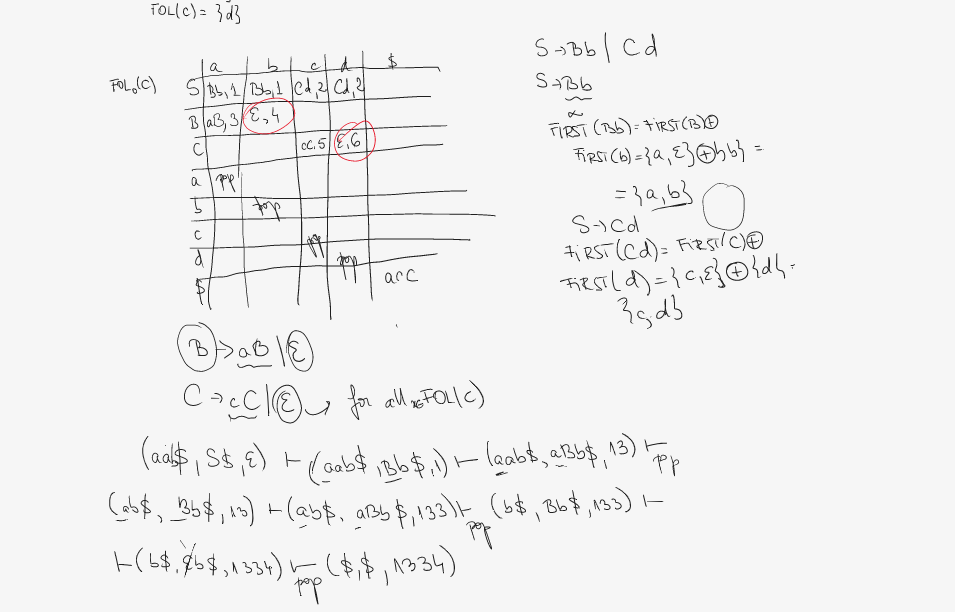 FOL(C) = {d}
a b c d $
FOL₀(C)
S Bb,1 Bb,1 Cd,2 Cd,2
B aB,3 ε,4
C cC,5 ε,6
a pop
b pop
c pop
d pop
$ acc
B → aB | ε
C → cC | ε → for all x∈FOL(C)
S → Bb | Cd
S → Bb
α
FIRST(Bb) = FIRST(B) ⊕
FIRST(b) = {a,ε} ⊕ {b} =
= {a,b}
S → Cd
FIRST(Cd) = FIRST(C) ⊕
FIRST(d) = {c,ε} ⊕ {d} =
{c,d}
(aab$, S$, ε) ⊢ (aab$, Bb$, 1) ⊢ (aab$, aBb$, 13) ⊢ pop
(ab$, Bb$, 13) ⊢ (ab$, aBb$, 133) ⊢ pop (b$, Bb$, 133) ⊢
⊢ (b$, εb$, 1334) ⊢ pop ($, $, 1334)